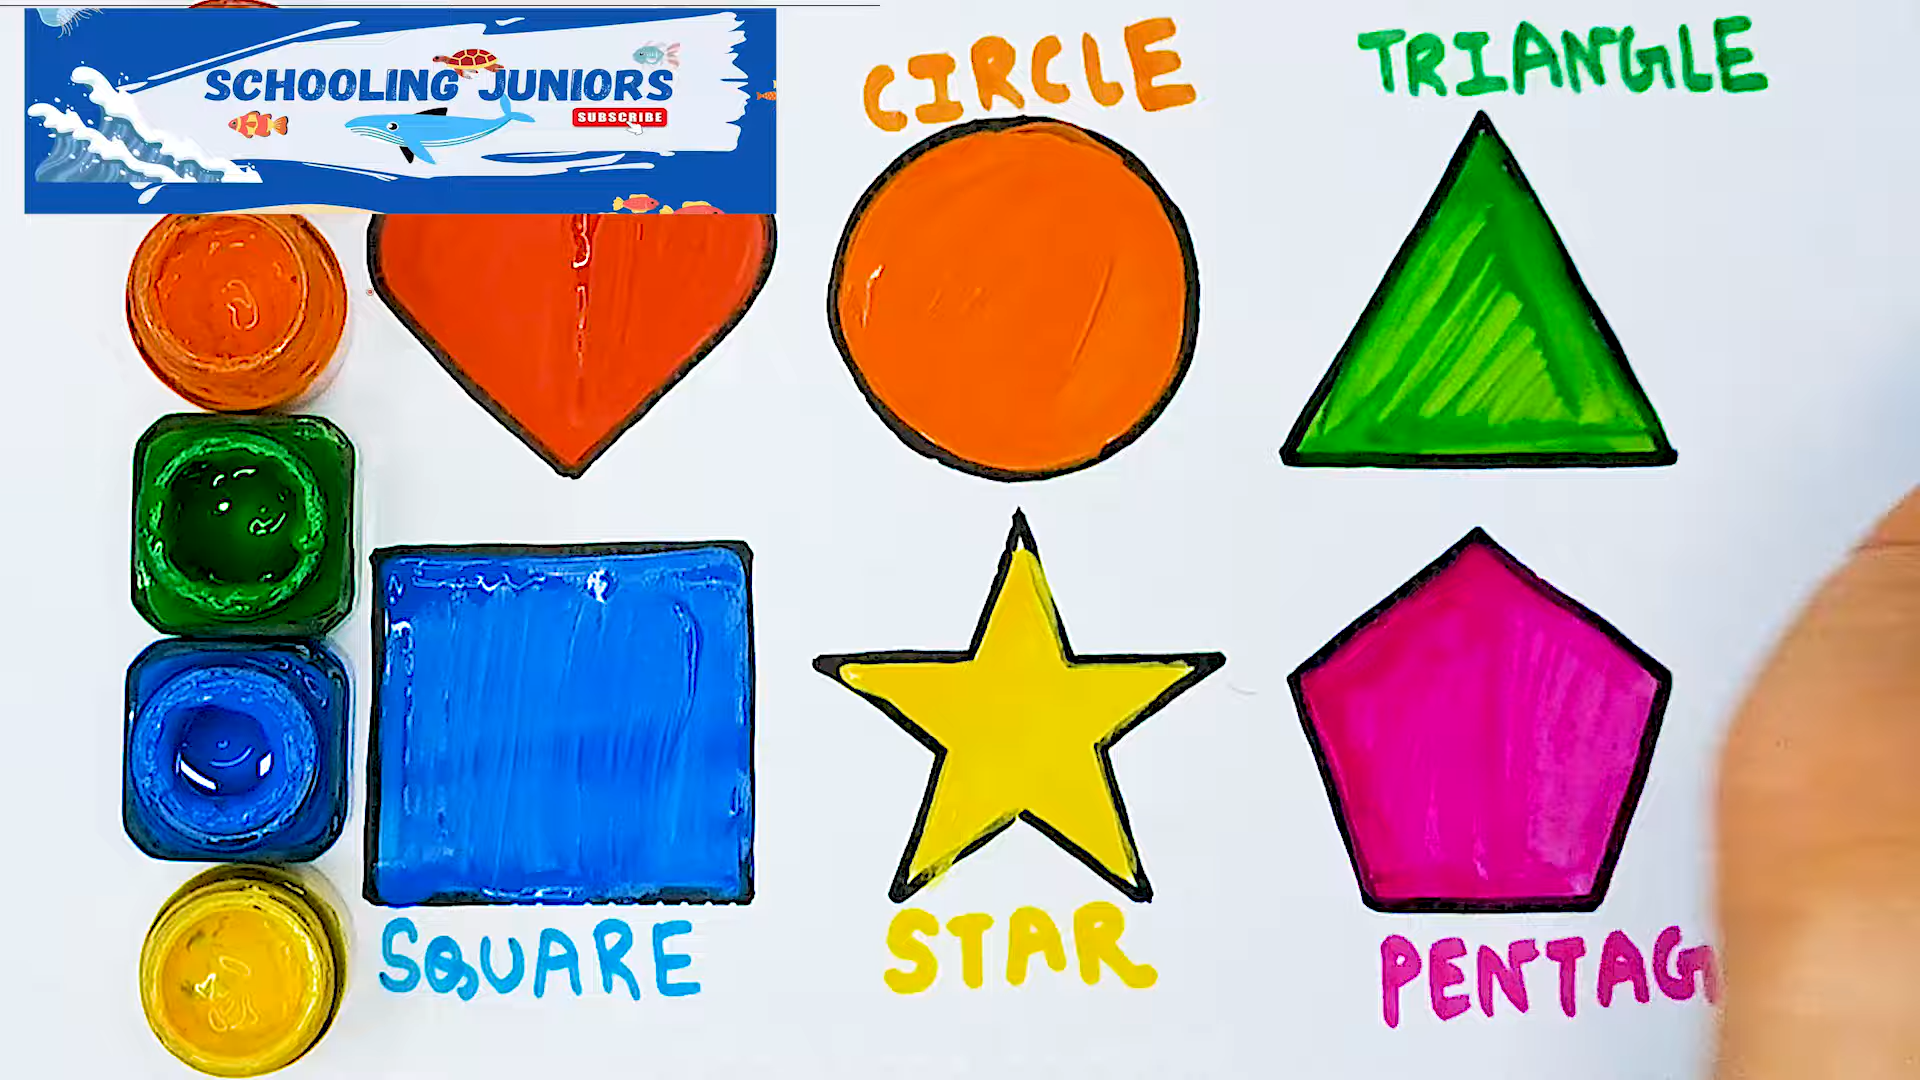 SCHOOLING JUNIORS
SUBSCRIBE
CIRCLE
TRIANGLE
SQUARE
STAR
PENTAG